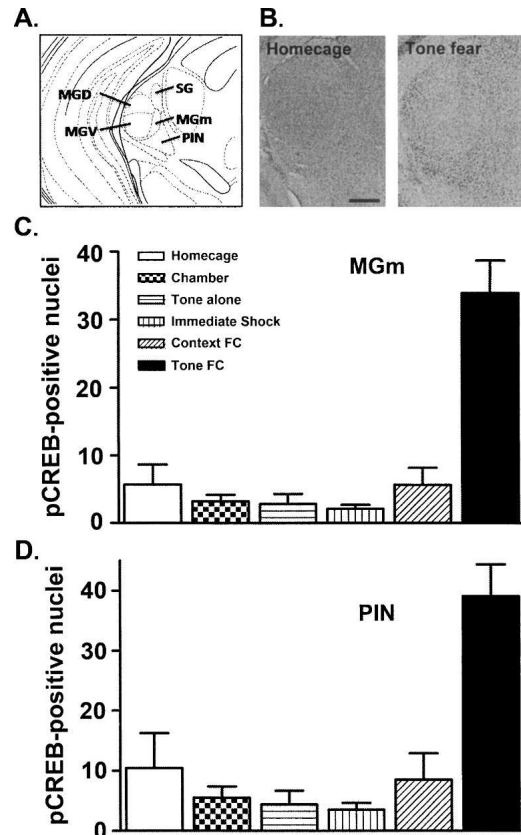 A.
MGD
MGV
SG
MGm
PIN
B.
Homecage
Tone fear
C.
pCREB-positive nuclei
40
30
20
10
0
Homecage
Chamber
Tone alone
Immediate Shock
Context FC
Tone FC
MGm
D.
pCREB-positive nuclei
40
30
20
10
0
PIN